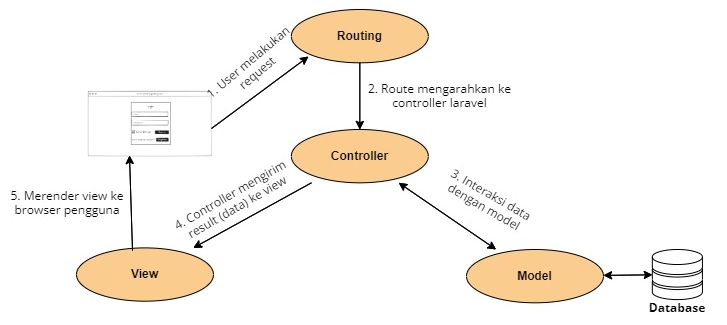 Routing
1. User melakukan
request
2. Route mengarahkan ke
controller laravel
Controller
3. Interaksi data
dengan model
4. Controller mengirim
result (data) ke view
5. Merender view ke
browser pengguna
View
Model
Database